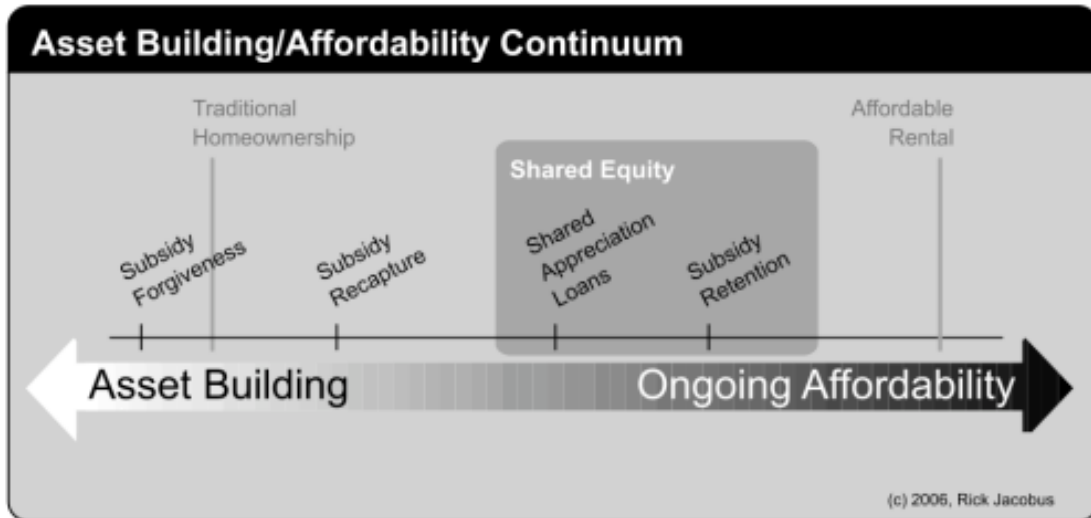 Asset Building/Affordability Continuum
Traditional
Homeownership
Affordable
Rental
Shared Equity
Subsidy
Forgiveness
Subsidy
Recapture
Shared
Appreciation
Loans
Subsidy
Retention
Asset Building
Ongoing Affordability
(c) 2006, Rick Jacobus